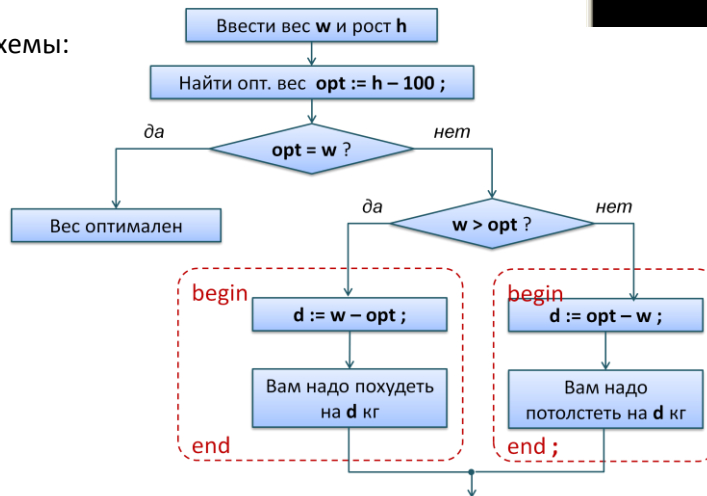 Ввести вес w и рост h
хемы:
Найти опт. вес opt := h – 100 ;
да
нет
opt = w ?
Вес оптимален
да
нет
w > opt ?
begin
d := w – opt ;
Вам надо похудеть
на d кг
end
begin
d := opt – w ;
Вам надо
потолстеть на d кг
end ;